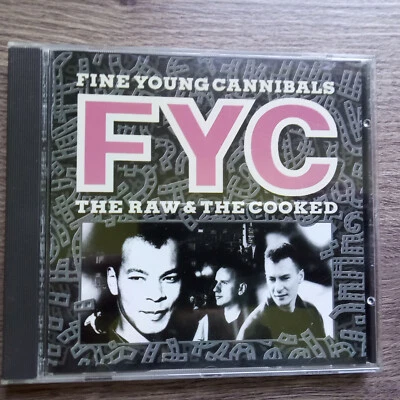 FINE YOUNG CANNIBALS
FYC
THE RAW & THE COOKED